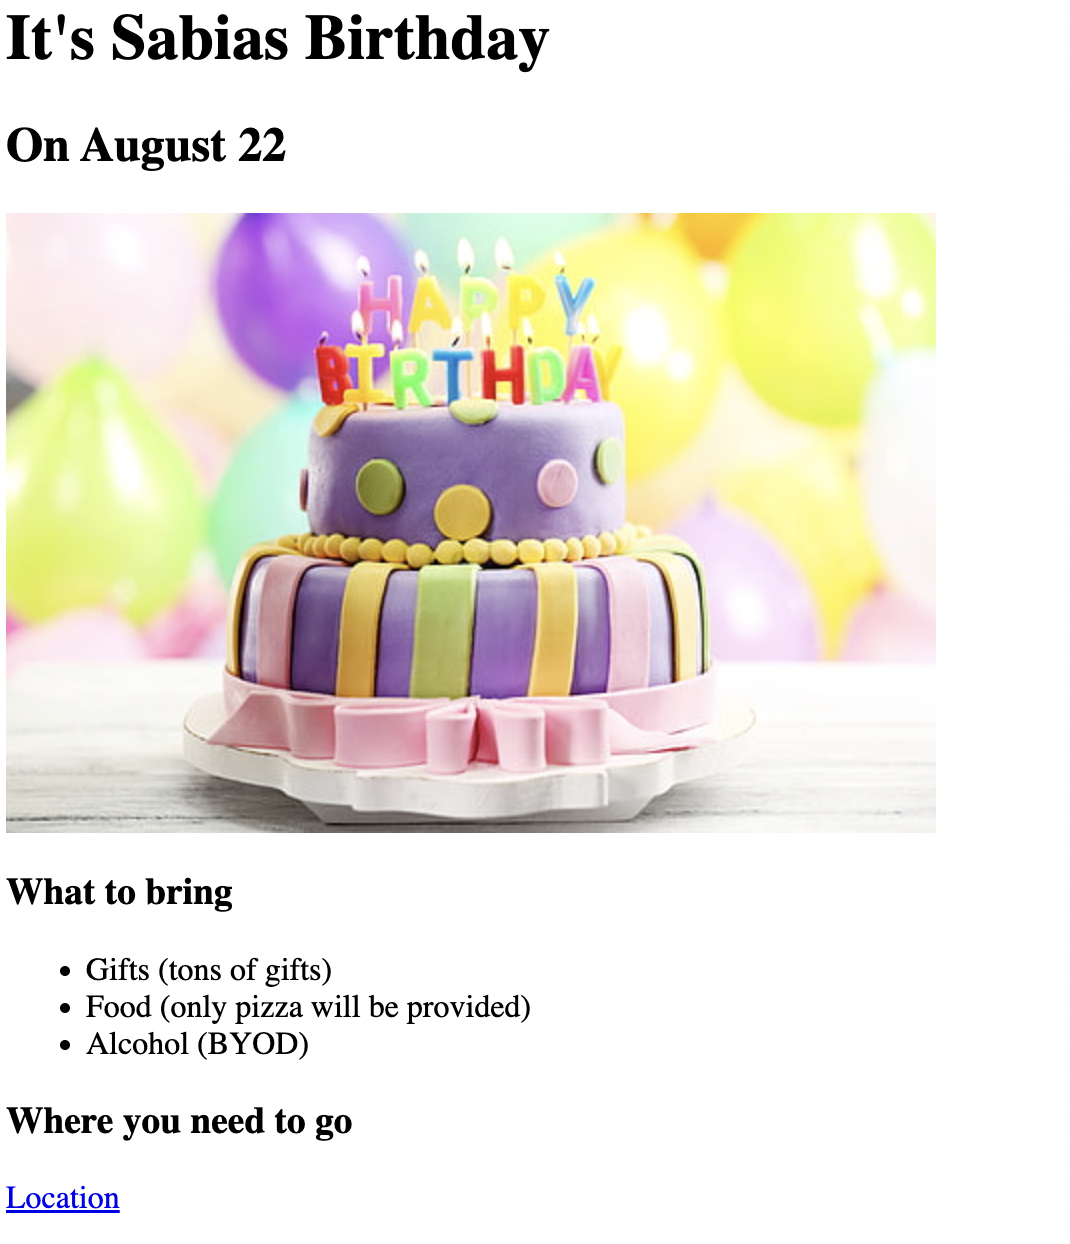 It's Sabias Birthday
On August 22
HAPPY
BIRTHDAY
What to bring
Gifts (tons of gifts)
Food (only pizza will be provided)
Alcohol (BYOD)
Where you need to go
Location